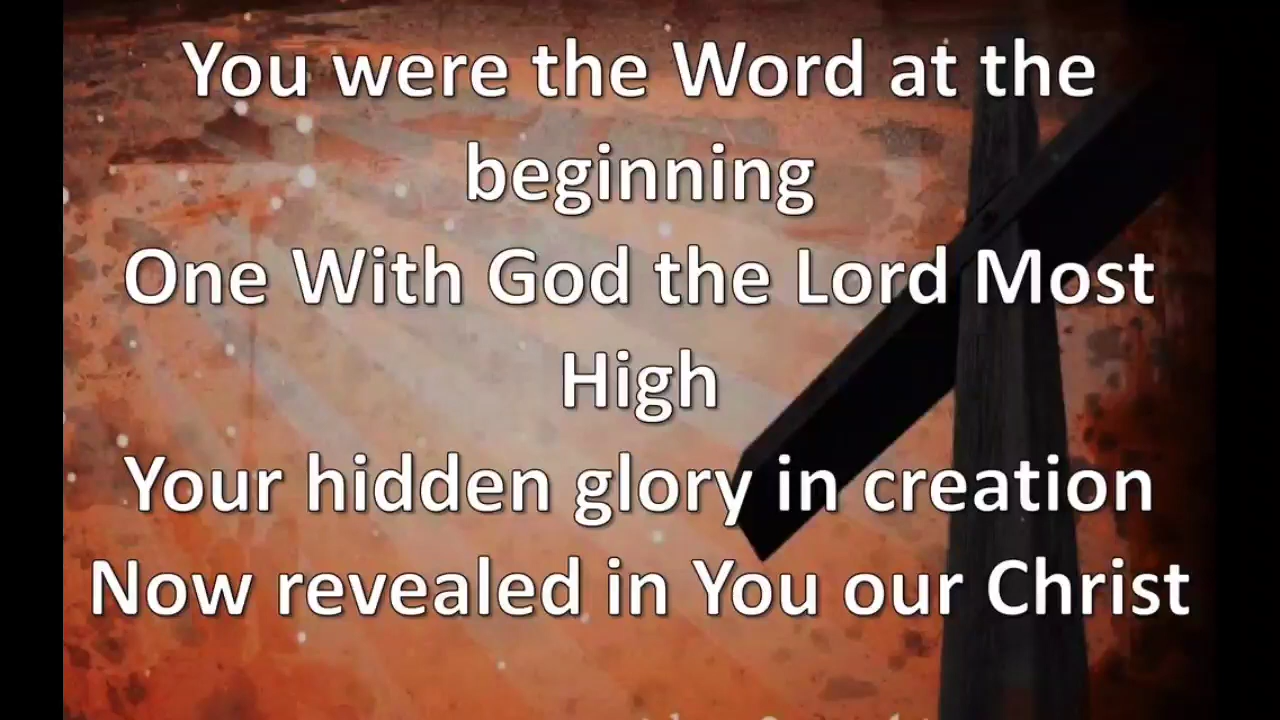 You were the Word at the
beginning
One With God the Lord Most
High
Your hidden glory in creation
Now revealed in You our Christ